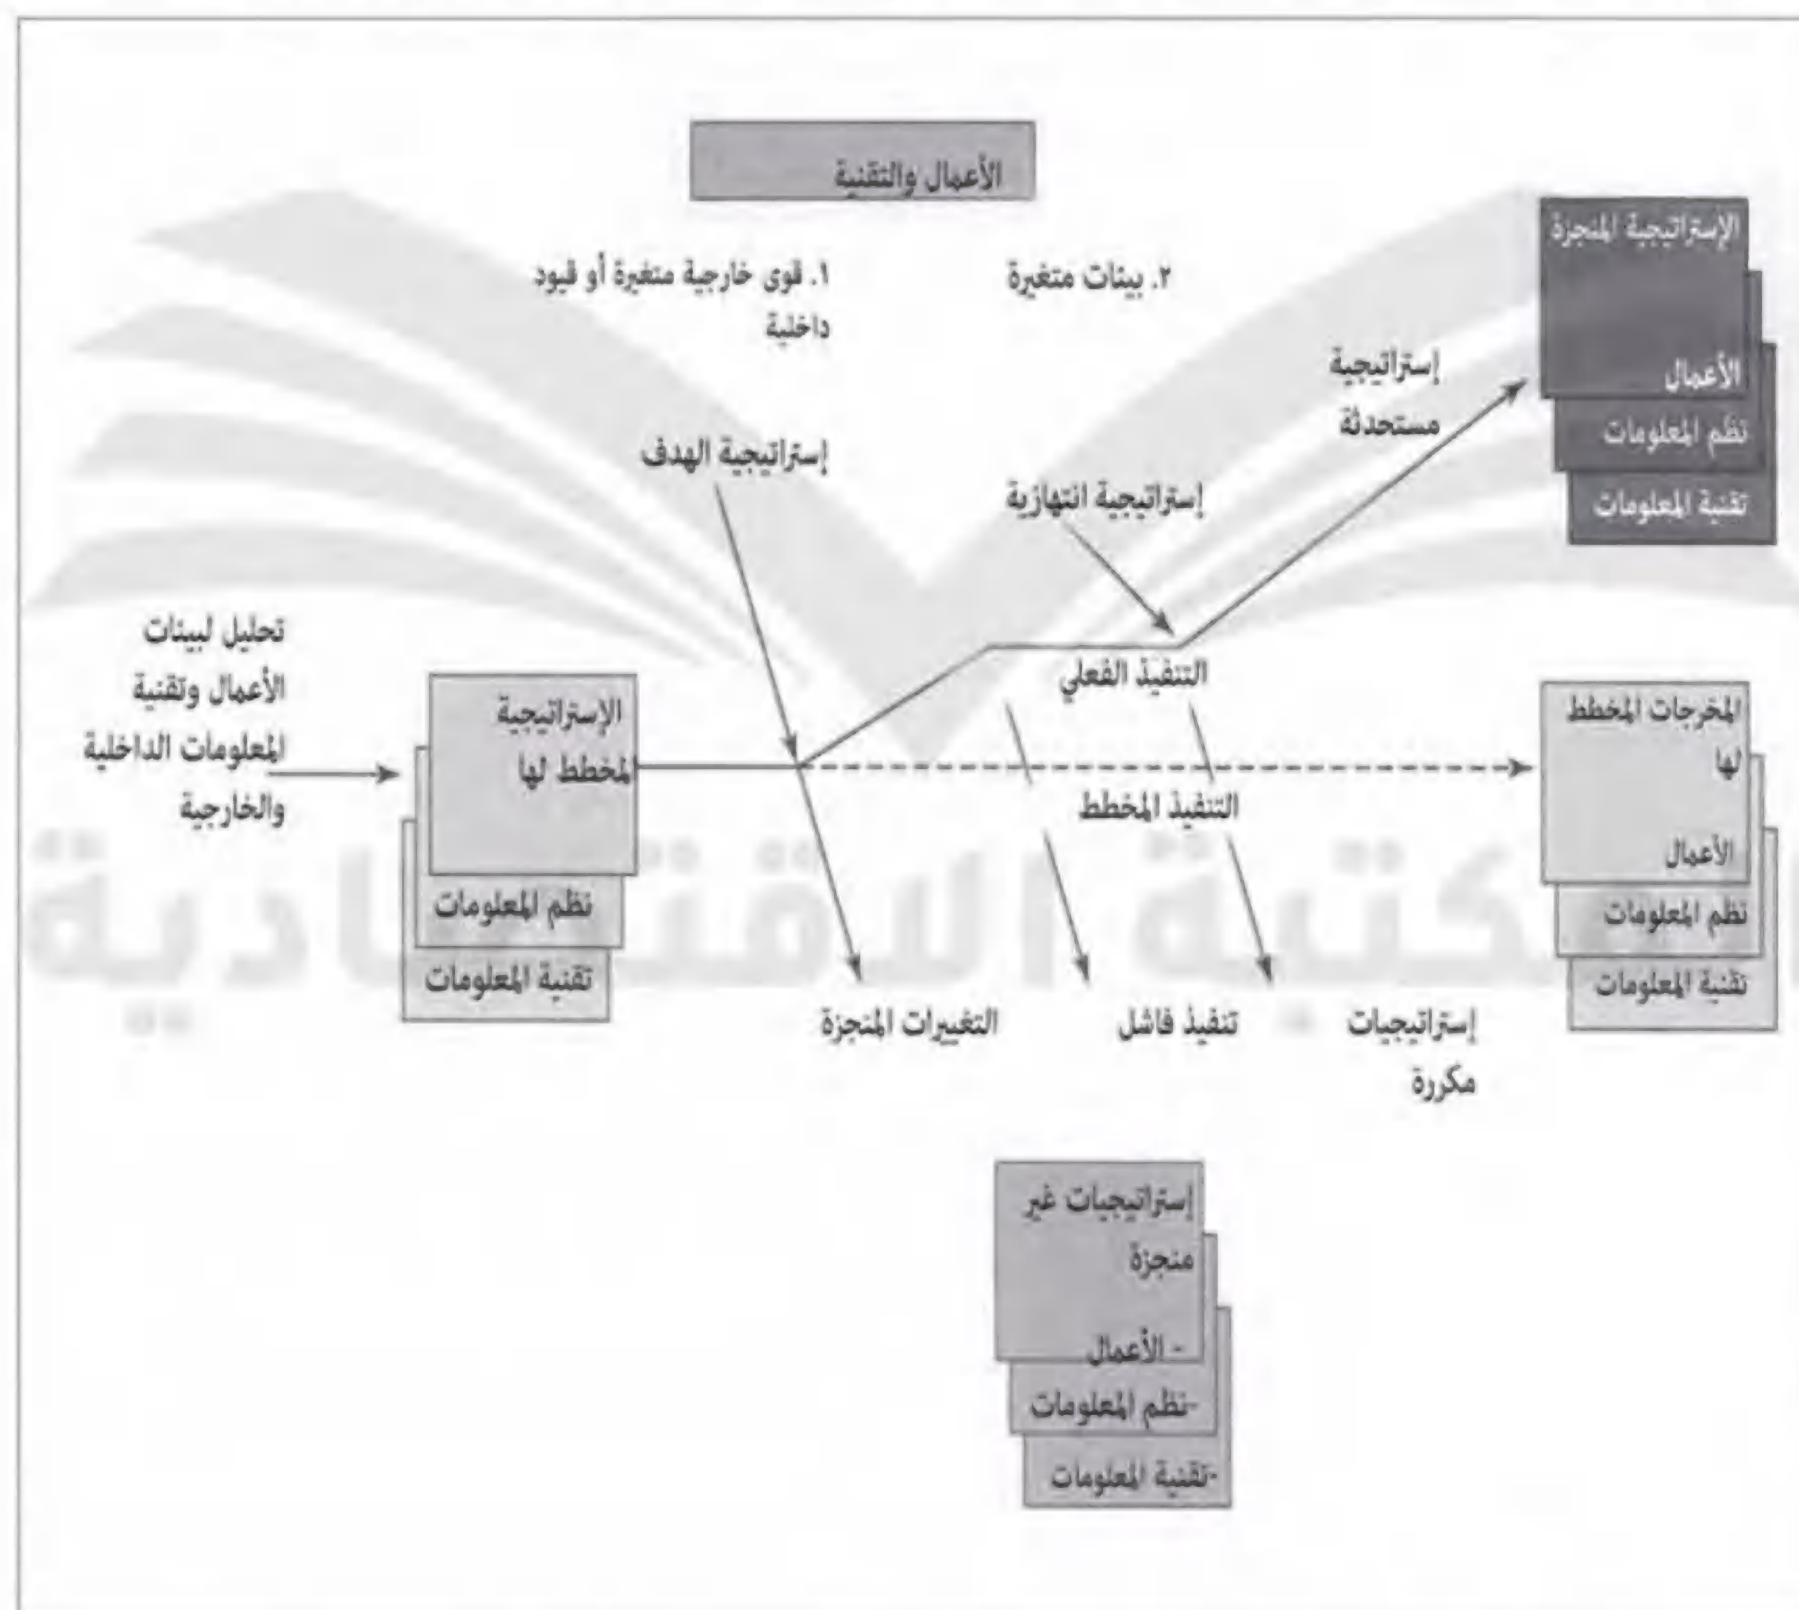 الأعمال والتقنية
١. قوى خارجية متغيرة أو قيود
داخلية
٢. بيئات متغيرة
الإستراتيجية المنجزة
الأعمال
نظم المعلومات
تقنية المعلومات
إستراتيجية
مستحدثة
إستراتيجية الهدف
إستراتيجية انتهازية
تحليل لبيئات
الأعمال وتقنية
المعلومات الداخلية
والخارجية
الإستراتيجية
المخطط لها
نظم المعلومات
تقنية المعلومات
التنفيذ الفعلي
التنفيذ المخطط
المخرجات المخطط
لها
الأعمال
نظم المعلومات
تقنية المعلومات
التغييرات المنجزة
تنفيذ فاشل
إستراتيجيات
مكررة
إستراتيجيات غير
منجزة
- الأعمال
-نظم المعلومات
-تقنية المعلومات
المكتبة الاقتصادية